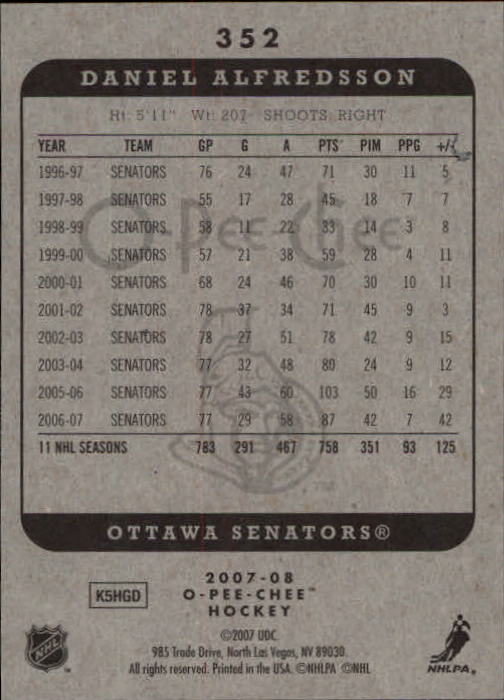 352
DANIEL ALFREDSSON
Ht: 5'11" Wt: 207 SHOOTS: RIGHT
YEAR TEAM GP G A PTS PIM PPG +/-
1996-97 SENATORS 76 24 47 71 30 11 5
1997-98 SENATORS 55 17 28 45 18 7 7
1998-99 SENATORS 58 11 22 33 14 3 8
1999-00 SENATORS 57 21 38 59 28 4 11
2000-01 SENATORS 68 24 46 70 30 10 11
2001-02 SENATORS 78 37 34 71 45 9 3
2002-03 SENATORS 78 27 51 78 42 9 15
2003-04 SENATORS 77 32 48 80 24 9 12
2005-06 SENATORS 77 43 60 103 50 16 29
2006-07 SENATORS 77 29 58 87 42 7 42
11 NHL SEASONS 783 291 467 758 351 93 125
O-Pee-Chee
OTTAWA SENATORS®
2007-08
K5HGD O-PEE-CHEE™
HOCKEY
©2007 UDC
985 Trade Drive, North Las Vegas, NV 89030.
All rights reserved. Printed in the USA. ©NHLPA ©NHL
NHL
NHLPA